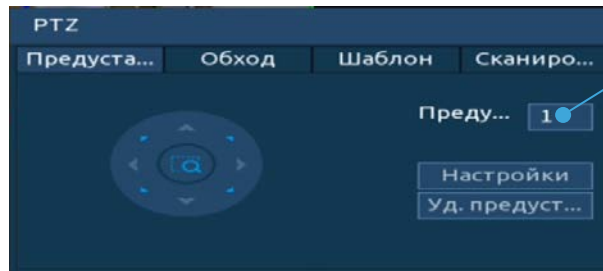 PTZ
Предуста... Обход Шаблон Сканиро...
Преду... 1
Настройки
Уд. предуст...